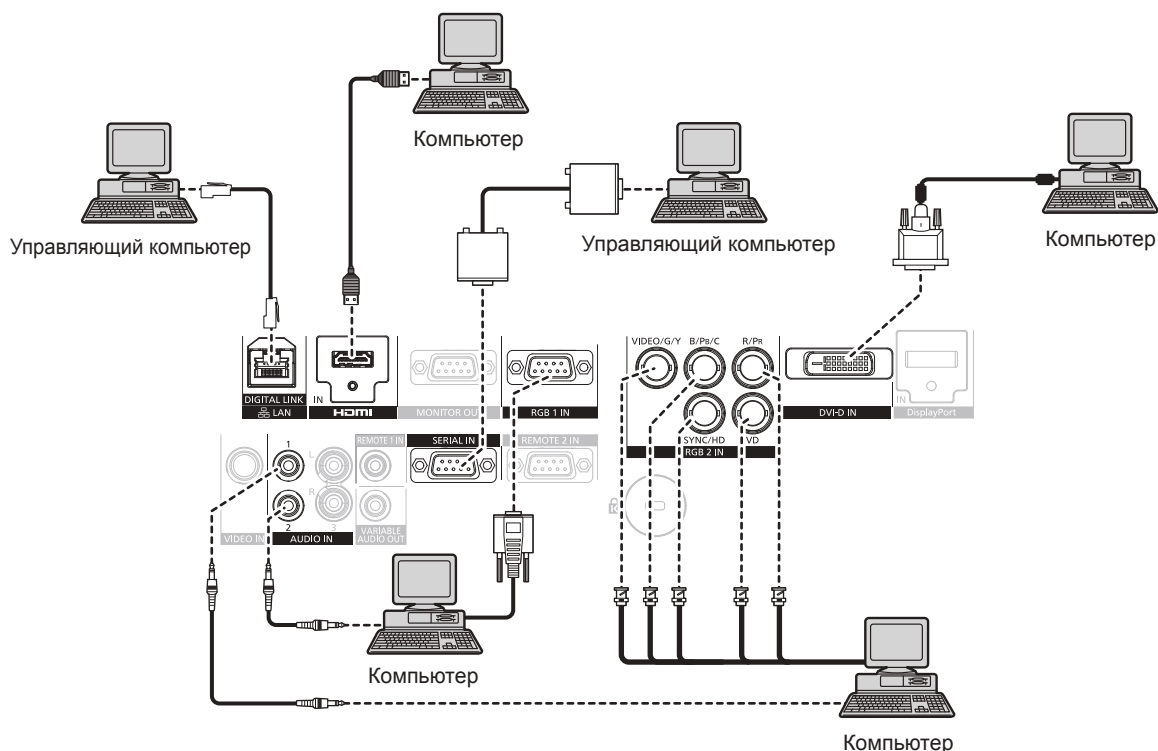 Компьютер
Управляющий компьютер
Управляющий компьютер
Компьютер
VIDEO/G/Y B/PB/C R/PR
DIGITAL LINK
LAN
IN
HDMI
MONITOR OU
RGB 1 IN
SYNC/HD VD
RGB 2 IN
DVI-D IN
IN
DisplayPort
REMOTE 1 IN
SERIAL IN
REMOTE 2 IN
1
L
R
2
3
VIDEO IN
AUDIO IN
VARIABLE
AUDIO OUT
K
Компьютер
Компьютер